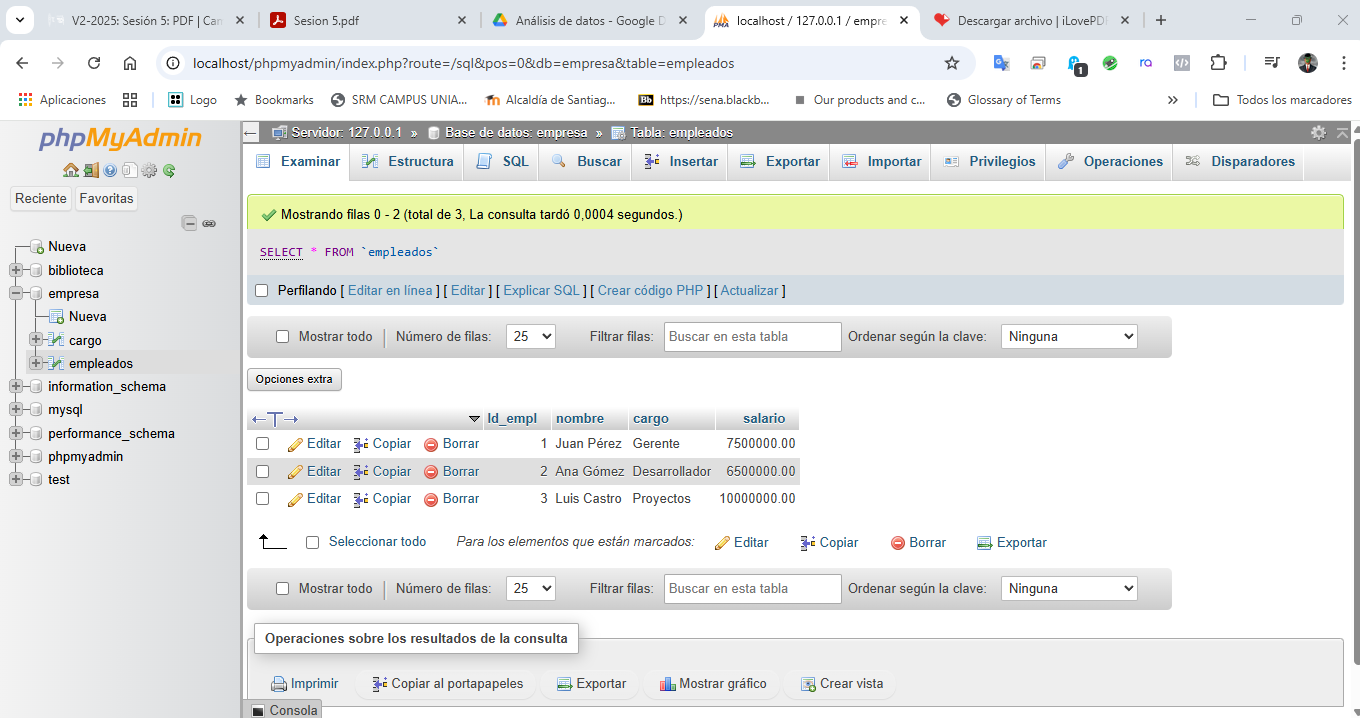 V2-2025: Sesión 5: PDF | Can
Sesion 5.pdf
Análisis de datos - Google D
localhost / 127.0.0.1 / empre
Descargar archivo | iLovePDF
localhost/phpmyadmin/index.php?route=/sql&pos=0&db=empresa&table=empleados
1
Aplicaciones
Logo
Bookmarks
SRM CAMPUS UNIA...
Alcaldía de Santiag...
Bb https://sena.blackb...
Our products and c...
Glossary of Terms
Todos los marcadores
phpMyAdmin
Reciente Favoritas
Nueva
biblioteca
empresa
Nueva
cargo
empleados
information_schema
mysql
performance_schema
phpmyadmin
test
Servidor: 127.0.0.1 » Base de datos: empresa » Tabla: empleados
Examinar Estructura SQL Buscar Insertar Exportar Importar Privilegios Operaciones Disparadores
Mostrando filas 0 - 2 (total de 3, La consulta tardó 0,0004 segundos.)
SELECT * FROM `empleados`
Perfilando [ Editar en línea ] [ Editar ] [ Explicar SQL ] [ Crear código PHP ] [ Actualizar ]
Mostrar todo | Número de filas: 25 Filtrar filas: Buscar en esta tabla Ordenar según la clave: Ninguna
Opciones extra
←T→ Id_empl nombre cargo salario
Editar Copiar Borrar 1 Juan Pérez Gerente 7500000.00
Editar Copiar Borrar 2 Ana Gómez Desarrollador 6500000.00
Editar Copiar Borrar 3 Luis Castro Proyectos 10000000.00
Seleccionar todo Para los elementos que están marcados: Editar Copiar Borrar Exportar
Mostrar todo | Número de filas: 25 Filtrar filas: Buscar en esta tabla Ordenar según la clave: Ninguna
Operaciones sobre los resultados de la consulta
Imprimir Copiar al portapapeles Exportar Mostrar gráfico Crear vista
Consola